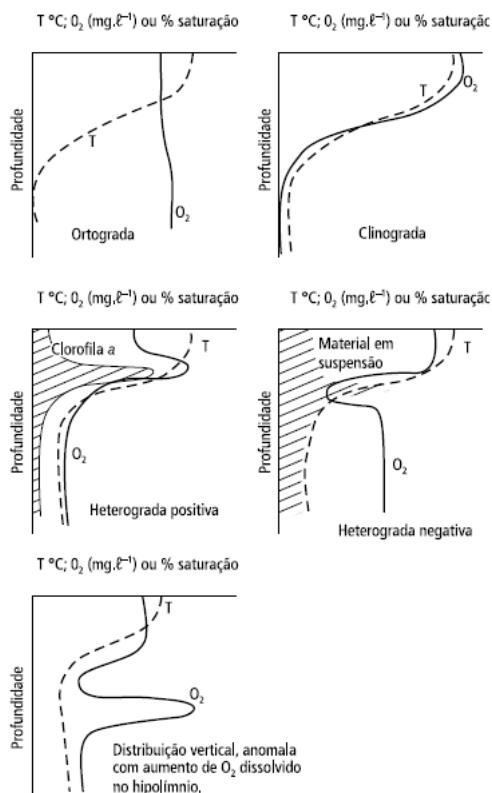 T °C; O₂ (mg.ℓ⁻¹) ou % saturação
Profundidade
T
O₂
Ortograda
T °C; O₂ (mg.ℓ⁻¹) ou % saturação
Profundidade
O₂
T
Clinograda
T °C; O₂ (mg.ℓ⁻¹) ou % saturação
Profundidade
Clorofila a
T
O₂
Heterograda positiva
T °C; O₂ (mg.ℓ⁻¹) ou % saturação
Profundidade
Material em
suspensão
T
O₂
Heterograda negativa
T °C; O₂ (mg.ℓ⁻¹) ou % saturação
Profundidade
T
O₂
Distribuição vertical, anomala
com aumento de O₂ dissolvido
no hipolímnio,